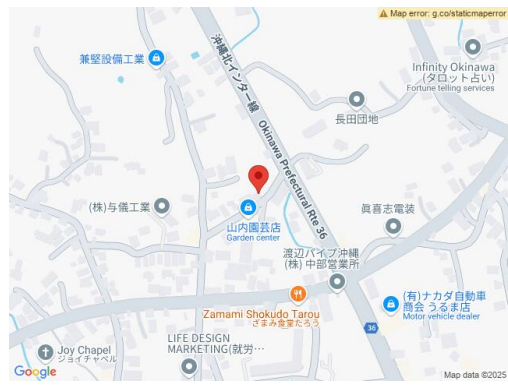 Map error: g.co/staticmaperror
兼堅設備工業
沖縄北インター線
Okinawa Prefectural Rte 36
Infinity Okinawa
(タロット占い)
Fortune telling services
長田団地
(株)与儀工業
山内園芸店
Garden center
眞喜志電装
渡辺パイプ沖縄
(株) 中部営業所
Zamami Shokudo Tarou
ざまみ食堂たろう
(有)ナカダ自動車
商会 うるま店
Motor vehicle dealer
36
Joy Chapel
ジョイチャペル
LIFE DESIGN
MARKETING(就労…
Google
Map data ©2025